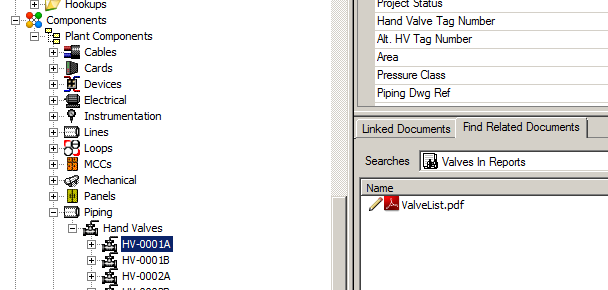 Hookups
Components
Plant Components
Cables
Cards
Devices
Electrical
Instrumentation
Lines
Loops
MCCs
Mechanical
Panels
Piping
Hand Valves
HV-0001A
HV-0001B
HV-0002A
HV-0002B
Project Status
Hand Valve Tag Number
Alt. HV Tag Number
Area
Pressure Class
Piping Dwg Ref
Linked Documents
Find Related Documents
Searches
Valves In Reports
Name
ValveList.pdf